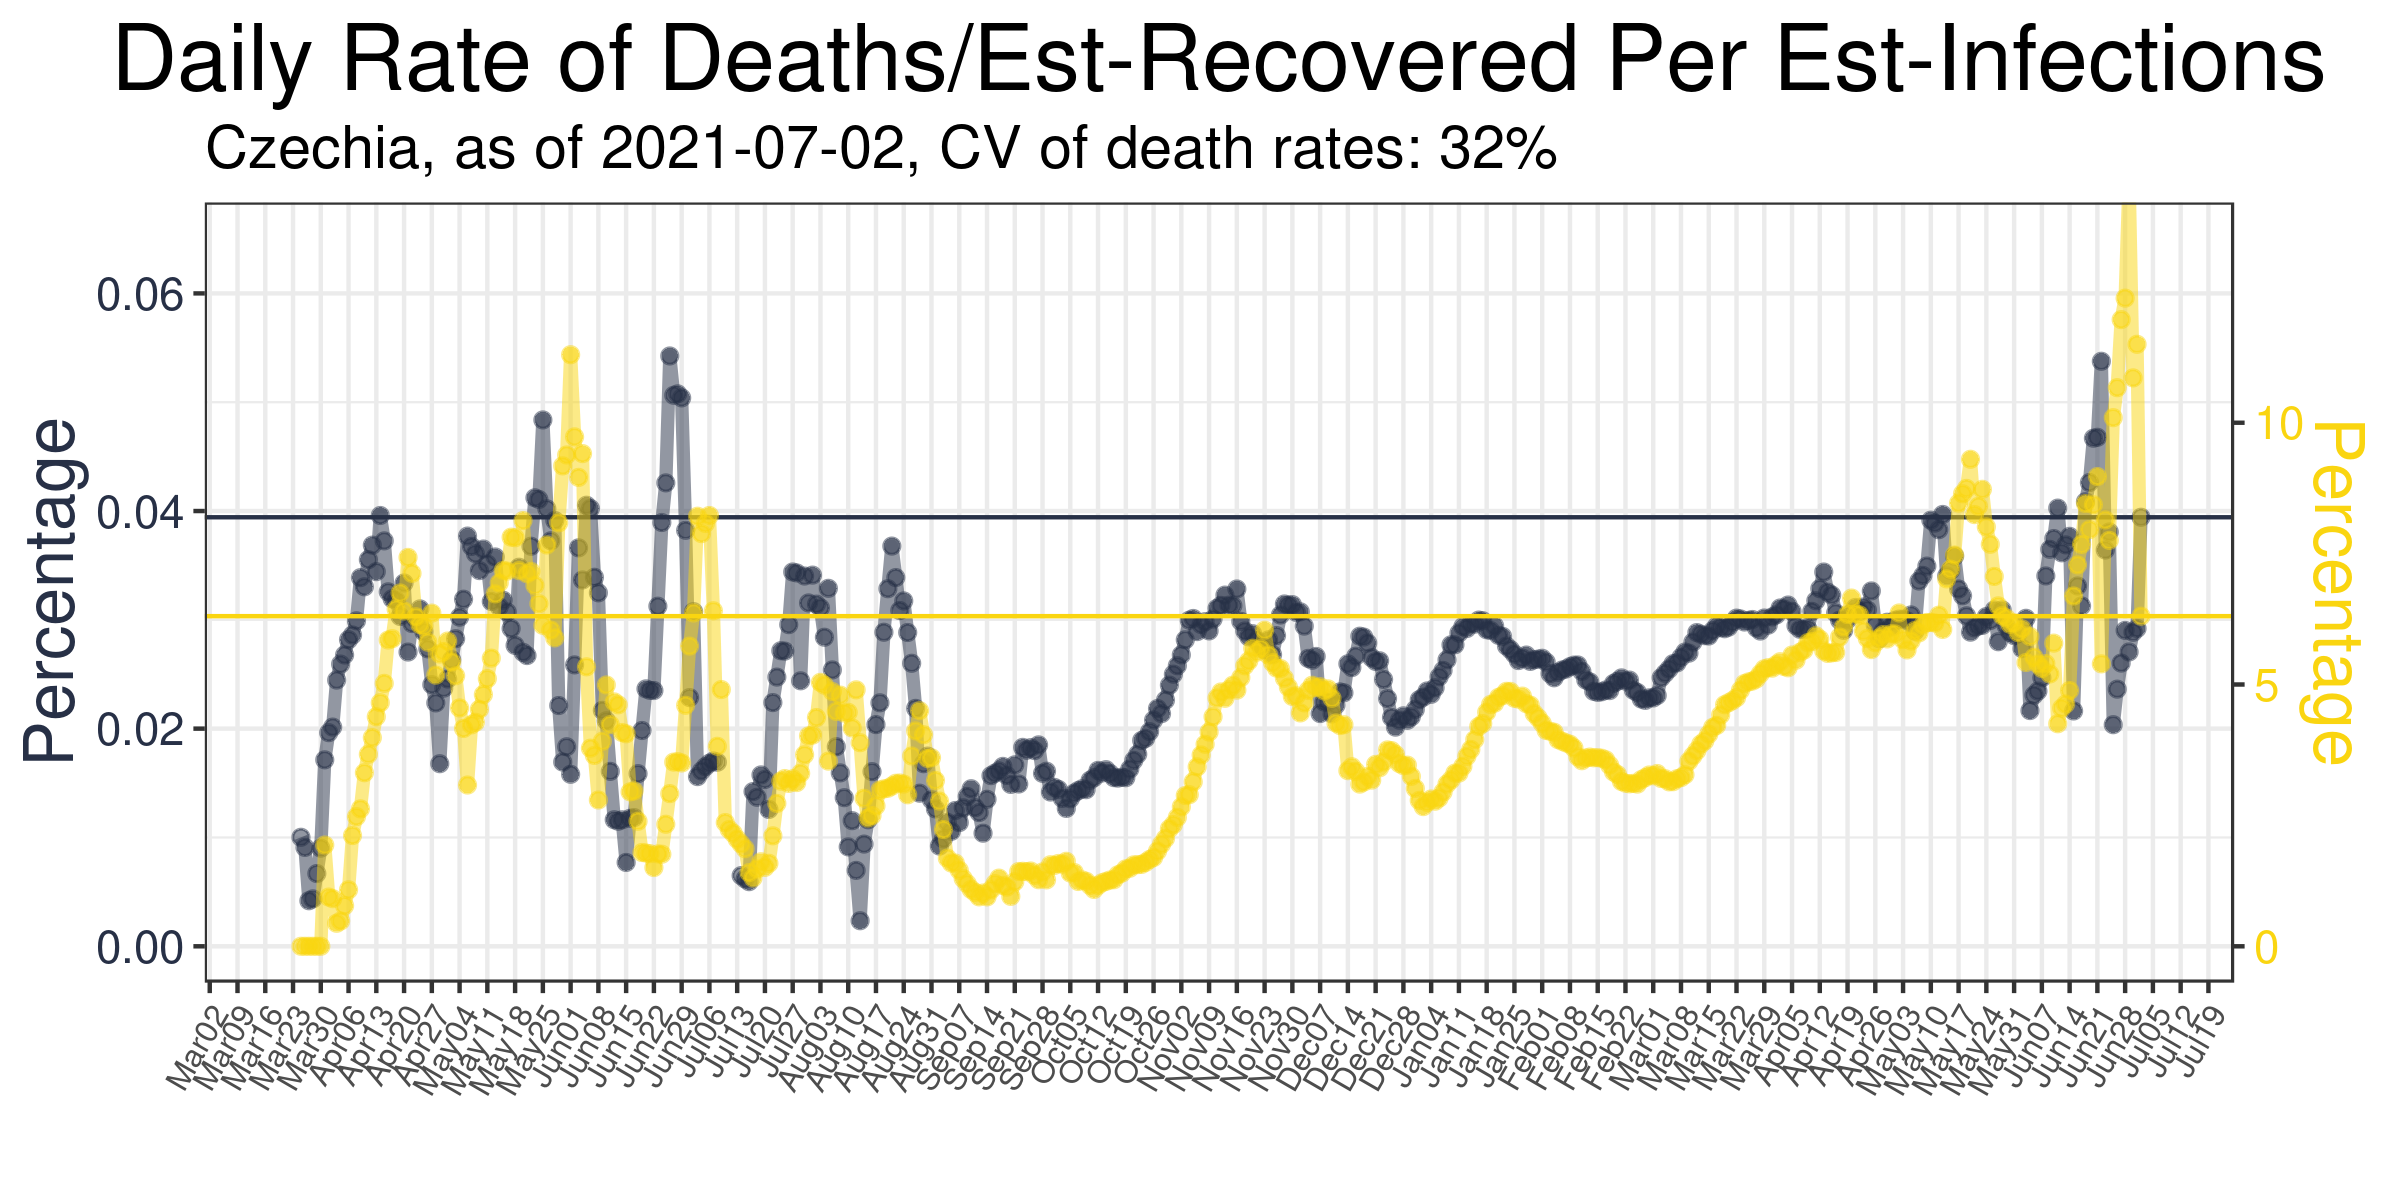 Daily Rate of Deaths/Est-Recovered Per Est-Infections
Czechia, as of 2021-07-02, CV of death rates: 32%
Percentage
0.06
0.04
0.02
0.00
10
5
0
Percentage
Mar02
Mar09
Mar16
Mar23
Mar30
Apr06
Apr13
Apr20
Apr27
May04
May11
May18
May25
Jun01
Jun08
Jun15
Jun22
Jun29
Jul06
Jul13
Jul20
Jul27
Aug03
Aug10
Aug17
Aug24
Aug31
Sep07
Sep14
Sep21
Sep28
Oct05
Oct12
Oct19
Oct26
Nov02
Nov09
Nov16
Nov23
Nov30
Dec07
Dec14
Dec21
Dec28
Jan04
Jan11
Jan18
Jan25
Feb01
Feb08
Feb15
Feb22
Mar01
Mar08
Mar15
Mar22
Mar29
Apr05
Apr12
Apr19
Apr26
May03
May10
May17
May24
May31
Jun07
Jun14
Jun21
Jun28
Jul05
Jul12
Jul19